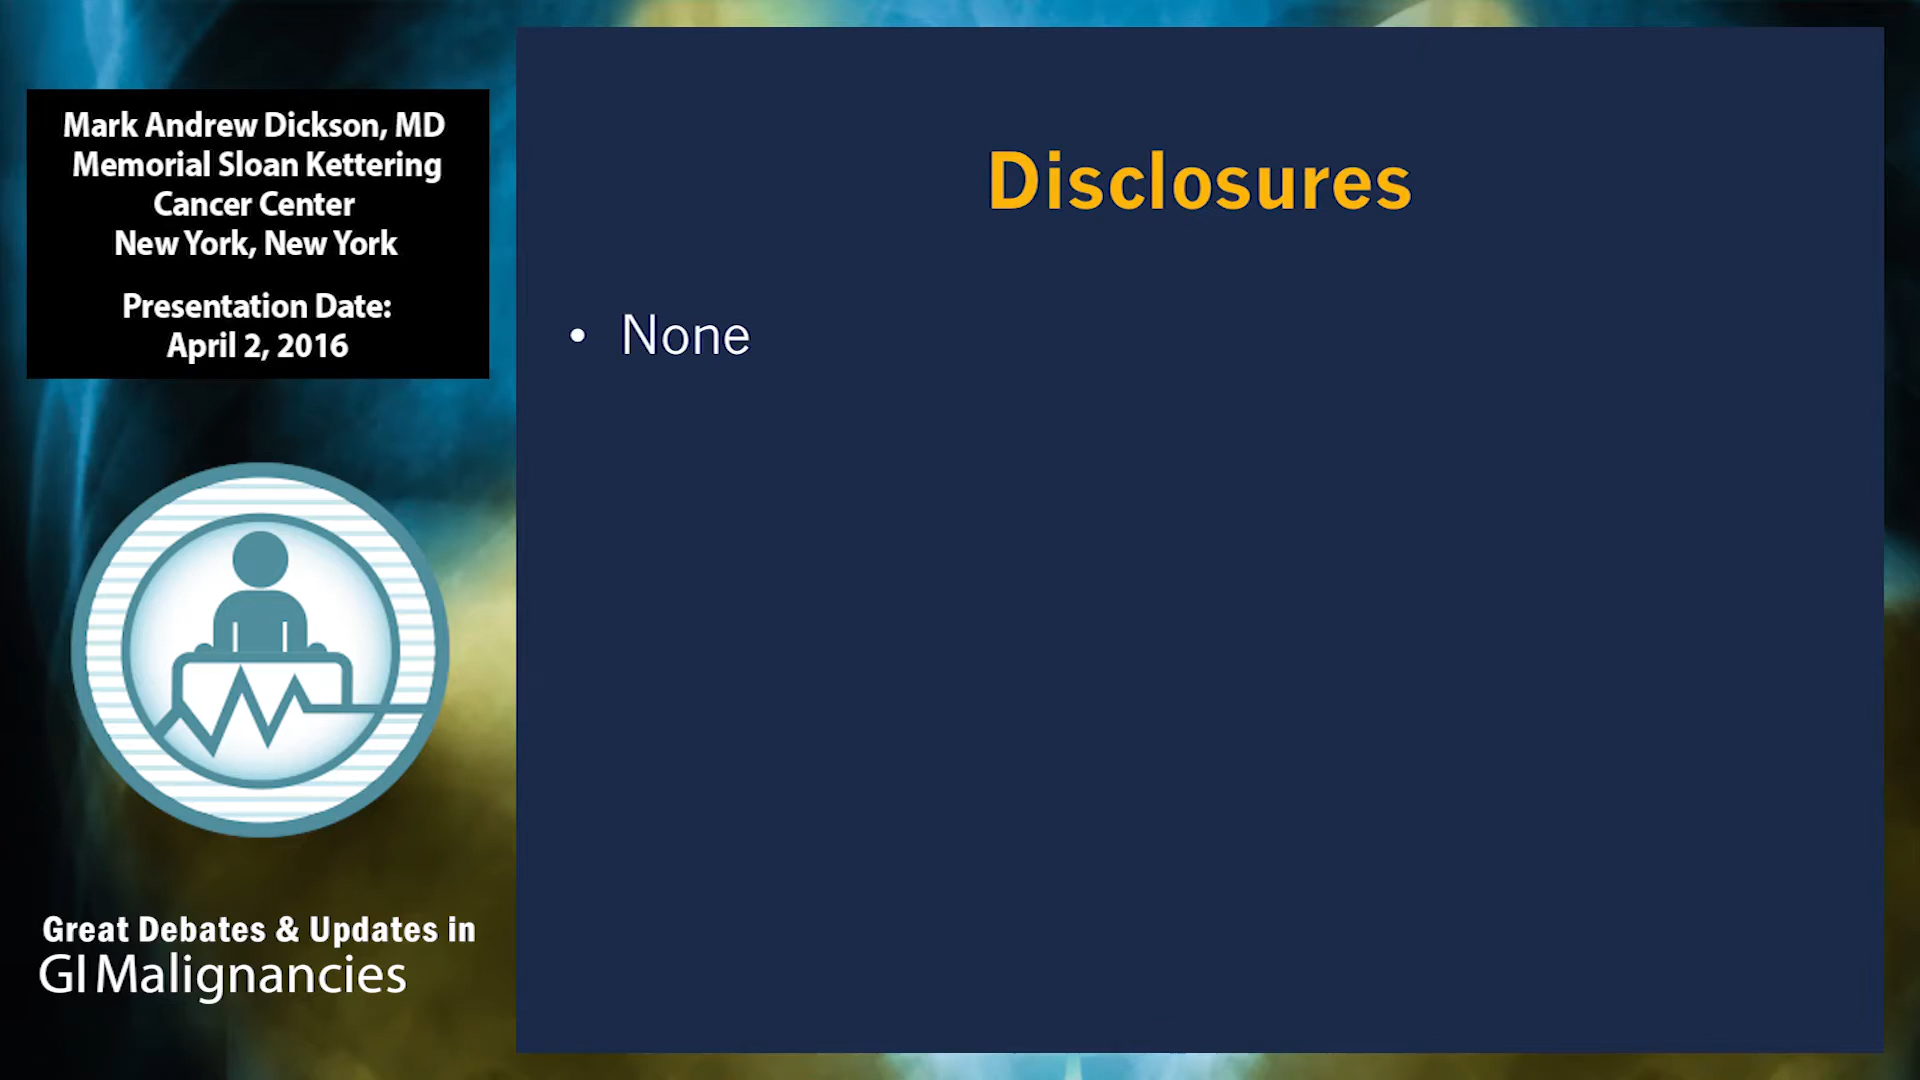 Mark Andrew Dickson, MD
Memorial Sloan Kettering
Cancer Center
New York, New York
Presentation Date:
April 2, 2016
Great Debates & Updates in
GI Malignancies
Disclosures
• None